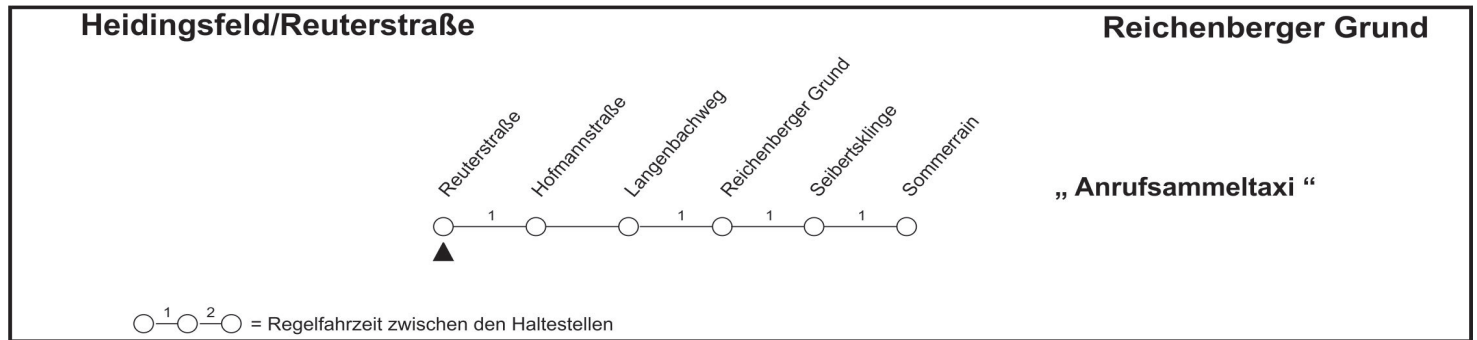 Heidingsfeld/Reuterstraße
Reichenberger Grund
Reuterstraße
Hofmannstraße
Langenbachweg
Reichenberger Grund
Seibertsklinge
Sommerrain
„ Anrufsammeltaxi “
1 1 1 1
1 2 = Regelfahrzeit zwischen den Haltestellen